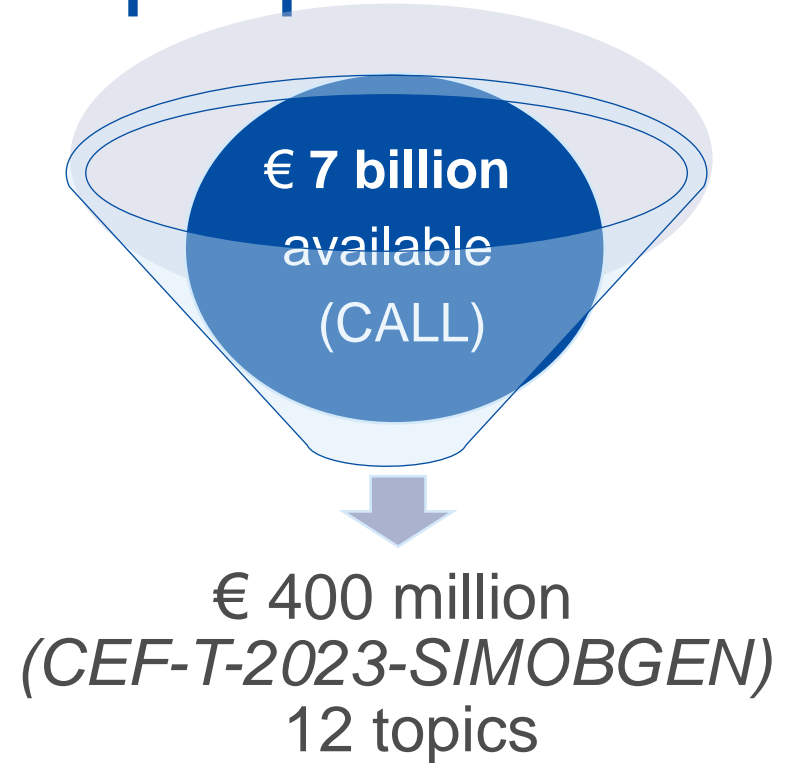 € 7 billion
available
(CALL)
€ 400 million
(CEF-T-2023-SIMOBGEN)
12 topics